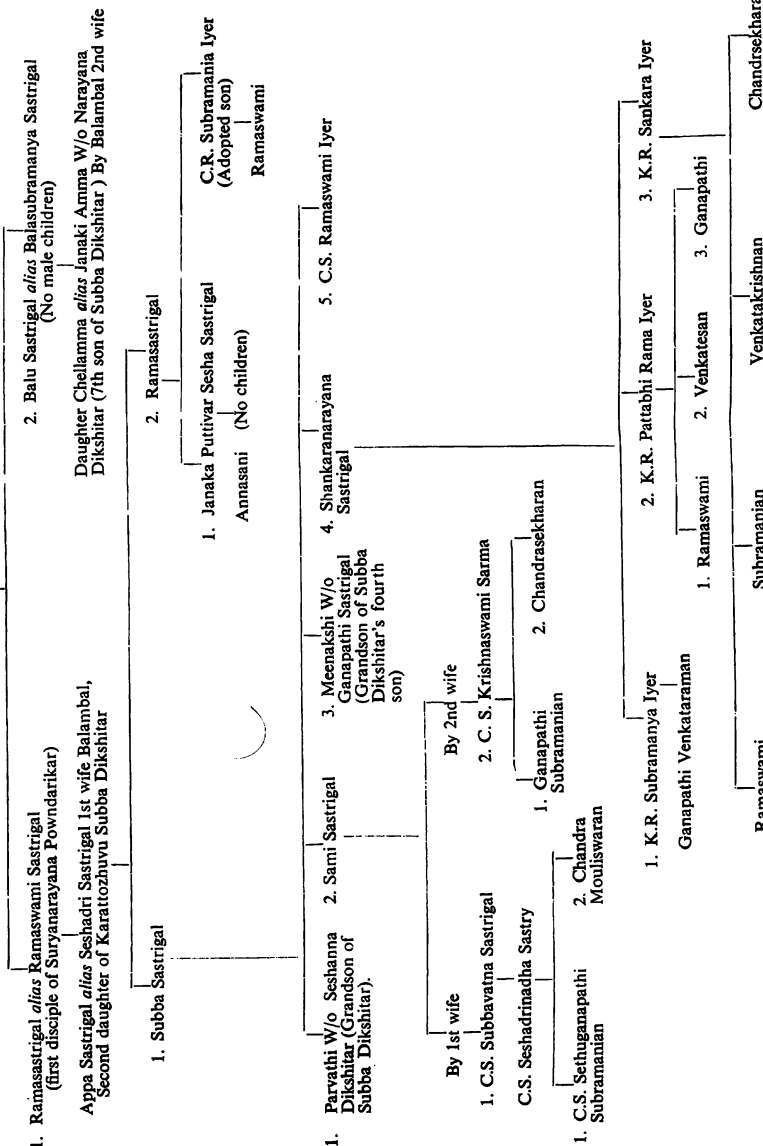 1. Ramasastrigal alias Ramaswami Sastrigal
(first disciple of Suryanarayana Powndarikar)
2. Balu Sastrigal alias Balasubramanya Sastrigal
(No male children)
Appa Sastrigal alias Seshadri Sastrigal 1st wife Balambal,
Second daughter of Karattozhuvu Subba Dikshitar
Daughter Chellamma alias Janaki Amma W/o Narayana
Dikshitar (7th son of Subba Dikshitar ) By Balambal 2nd wife
1. Subba Sastrigal
2. Ramasastrigal
1. Janaka Puttivar Sesha Sastrigal
Annasani (No children)
C.R. Subramania Iyer
(Adopted son)
Ramaswami
1. Parvathi W/o Seshanna
Dikshitar (Grandson of
Subba Dikshitar).
2. Sami Sastrigal
3. Meenakshi W/o
Ganapathi Sastrigal
(Grandson of Subba
Dikshitar's fourth
son)
4. Shankaranarayana
Sastrigal
5. C.S. Ramaswami Iyer
By 1st wife
1. C.S. Subbavatna Sastrigal
C.S. Seshadrinadha Sastry
1. C.S. Sethuganapathi
Subramanian
2. Chandra
Mouliswaran
By 2nd wife
2. C. S. Krishnaswami Sarma
1. Ganapathi
Subramanian
2. Chandrasekharan
1. K.R. Subramanya Iyer
Ganapathi Venkataraman
2. K.R. Pattabhi Rama Iyer
1. Ramaswami
2. Venkatesan
3. Ganapathi
3. K.R. Sankara Iyer
Ramaswami
Subramanian
Venkatakrishnan
Chandrsekhara